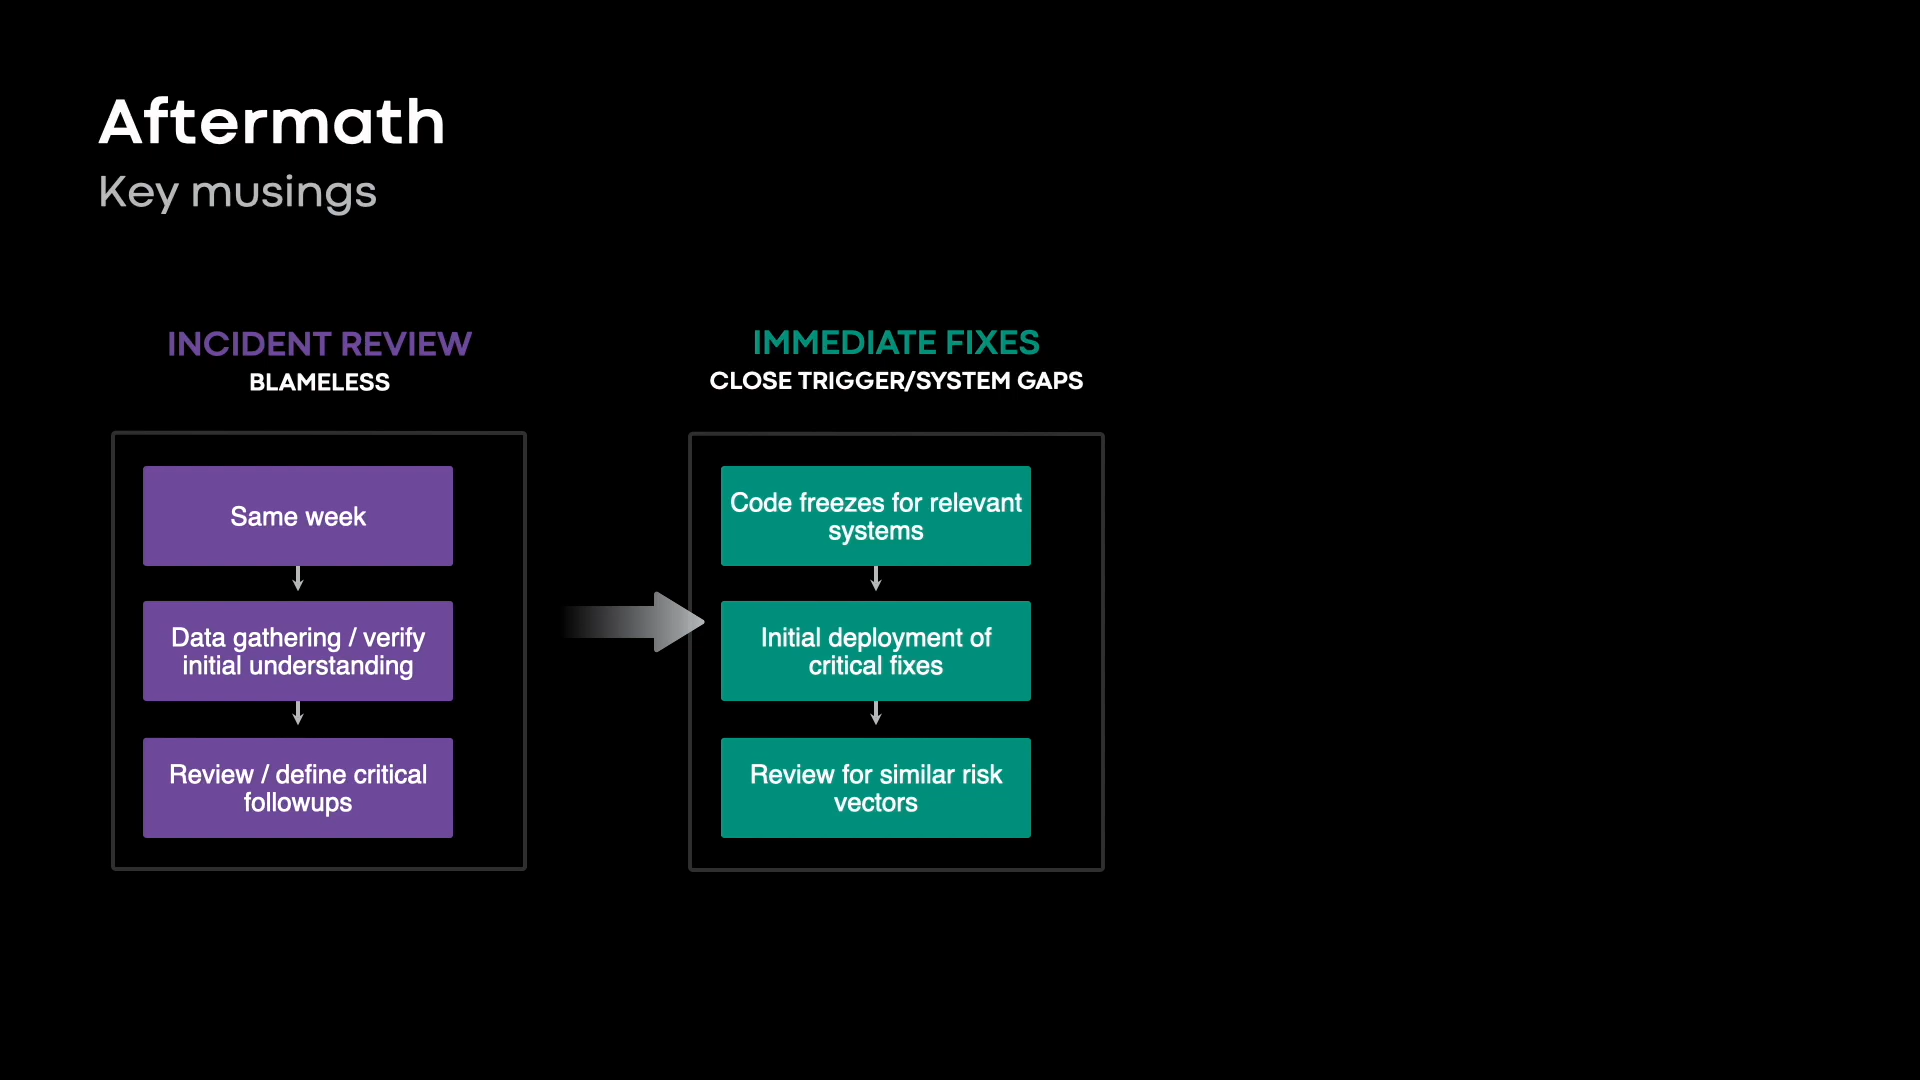 Aftermath
Key musings
INCIDENT REVIEW
BLAMELESS
Same week
Data gathering / verify
initial understanding
Review / define critical
followups
IMMEDIATE FIXES
CLOSE TRIGGER/SYSTEM GAPS
Code freezes for relevant
systems
Initial deployment of
critical fixes
Review for similar risk
vectors